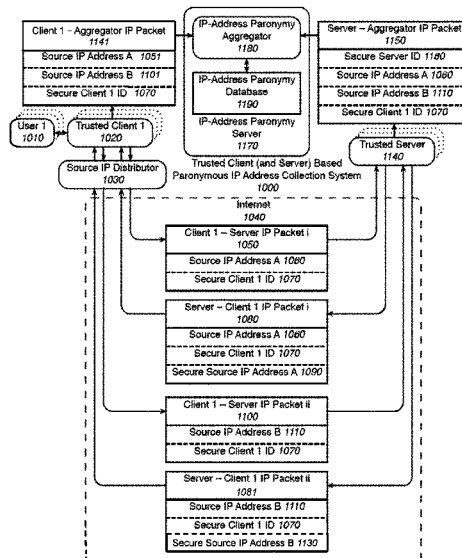 Client 1 – Aggregator IP Packet
1141
Source IP Address A 1051
Source IP Address B 1101
Secure Client 1 ID 1070
IP-Address Paronymy
Aggregator
1180
IP-Address Paronymy
Database
1190
IP-Address Paronymy
Server
1170
Trusted Client (and Server) Based
Paronymous IP Address Collection System
1000
Server – Aggregator IP Packet
1150
Secure Server ID 1160
Source IP Address A 1060
Source IP Address B 1110
Secure Client 1 ID 1070
User 1
1010
Trusted Client 1
1020
Source IP Distributor
1030
Trusted Server
1140
Internet
1040
Client 1 – Server IP Packet i
1050
Source IP Address A 1060
Secure Client 1 ID 1070
Server – Client 1 IP Packet i
1080
Source IP Address A 1060
Secure Client 1 ID 1070
Secure Source IP Address A 1090
Client 1 – Server IP Packet ii
1100
Source IP Address B 1110
Secure Client 1 ID 1070
Server – Client 1 IP Packet ii
1081
Source IP Address B 1110
Secure Client 1 ID 1070
Secure Source IP Address B 1130